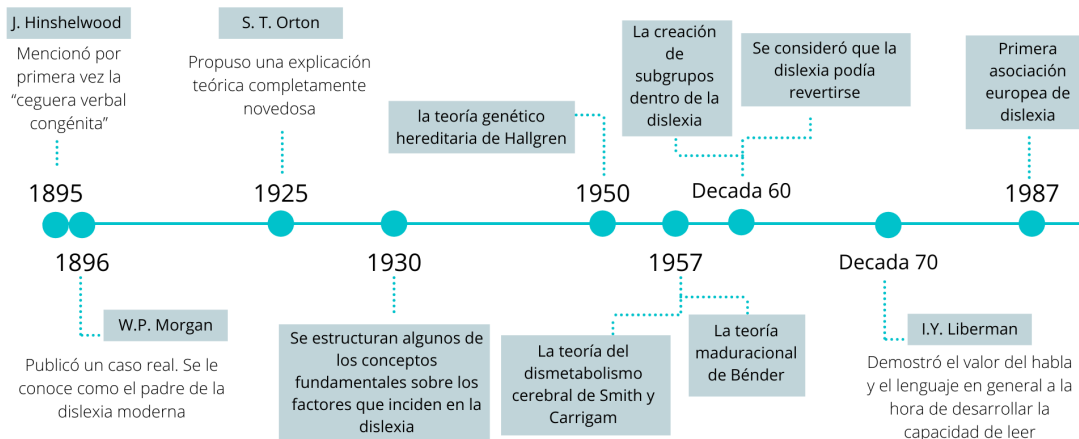 J. Hinshelwood
Mencionó por
primera vez la
“ceguera verbal
congénita”
1895
1896
W.P. Morgan
Publicó un caso real. Se le
conoce como el padre de la
dislexia moderna
S. T. Orton
Propuso una explicación
teórica completamente
novedosa
1925
1930
Se estructuran algunos de
los conceptos
fundamentales sobre los
factores que inciden en la
dislexia
la teoría genético
hereditaria de Hallgren
1950
1957
La teoría del
dismetabolismo
cerebral de Smith y
Carrigam
La teoría
maduracional
de Bénder
La creación
de
subgrupos
dentro de la
dislexia
Se consideró que la
dislexia podía
revertirse
Decada 60
Decada 70
I.Y. Liberman
Demostró el valor del habla
y el lenguaje en general a la
hora de desarrollar la
capacidad de leer
Primera
asociación
europea de
dislexia
1987